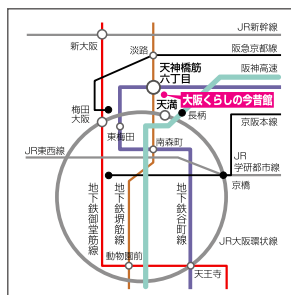 JR新幹線
新大阪
淡路
阪急京都線
天神橋筋
六丁目
阪神高速
大阪くらしの今昔館
天満
長柄
梅田
大阪
東梅田
京阪本線
南森町
JR東西線
JR
学研都市線
京橋
地下鉄御堂筋線
地下鉄堺筋線
地下鉄谷町線
JR大阪環状線
動物園前
天王寺